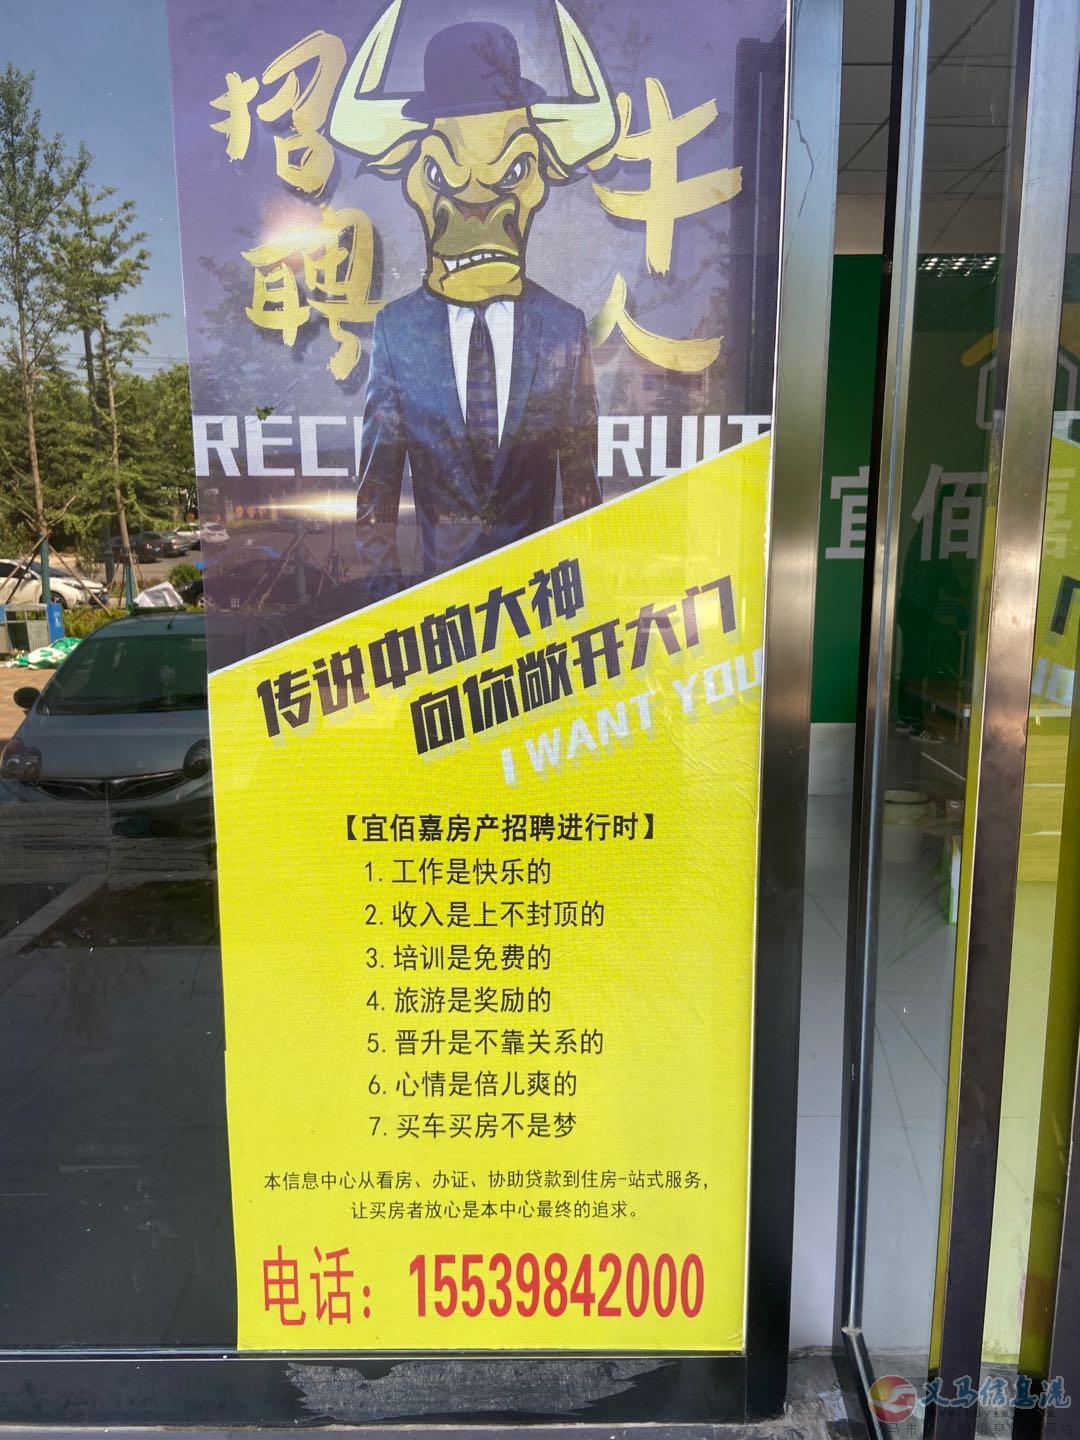 招聘
牛人
RECRUIT
传说中的大神
向你敞开大门
I WANT YOU
【宜佰嘉房产招聘进行时】
1.工作是快乐的
2.收入是上不封顶的
3.培训是免费的
4.旅游是奖励的
5.晋升是不靠关系的
6.心情是倍儿爽的
7.买车买房不是梦
本信息中心从看房、办证、协助贷款到住房-站式服务，
让买房者放心是本中心最终的追求。
电话：15539842000
宜佰嘉
义马信息港